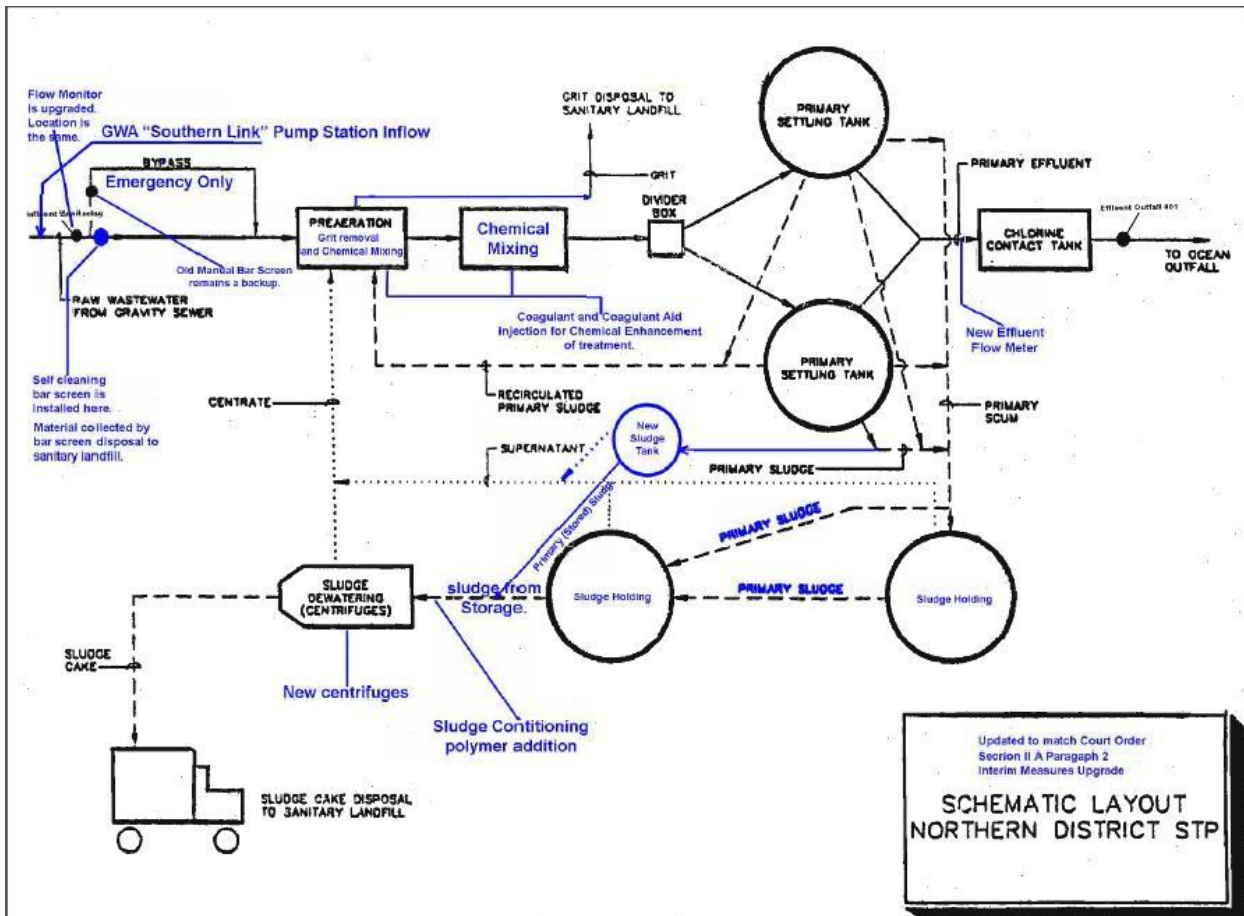 Flow Monitor
is upgraded.
Location is
the same.
GWA "Southern Link" Pump Station Inflow
BYPASS
Emergency Only
Influent Monitoring
Old Manual Bar Screen
remains a backup.
RAW WASTEWATER
FROM GRAVITY SEWER
Self cleaning
bar screen is
installed here.
Material collected by
bar screen disposal to
sanitary landfill.
GRIT DISPOSAL TO
SANITARY LANDFILL
GRIT
PREAERATION
Grit removal
and Chemical Mixing
Chemical
Mixing
DIVIDER
BOX
Coagulant and Coagulant Aid
injection for Chemical Enhancement
of treatment.
PRIMARY
SETTLING TANK
PRIMARY
SETTLING TANK
PRIMARY EFFLUENT
CHLORINE
CONTACT TANK
Effluent Outfall 001
TO OCEAN
OUTFALL
New Effluent
Flow Meter
PRIMARY
SCUM
RECIRCULATED
PRIMARY SLUDGE
CENTRATE
SUPERNATANT
New
Sludge
Tank
PRIMARY SLUDGE
Primary (Stored) Sludg
PRIMARY SLUDGE
PRIMARY SLUDGE
Sludge Holding
Sludge Holding
sludge from
Storage.
SLUDGE
DEWATERING
(CENTRIFUGES)
New centrifuges
Sludge Contitioning
polymer addition
SLUDGE
CAKE
SLUDGE CAKE DISPOSAL
TO SANITARY LANDFILL
Updated to match Court Order
Secrion II A Paragaph 2
Interim Measures Upgrade
SCHEMATIC LAYOUT
NORTHERN DISTRICT STP